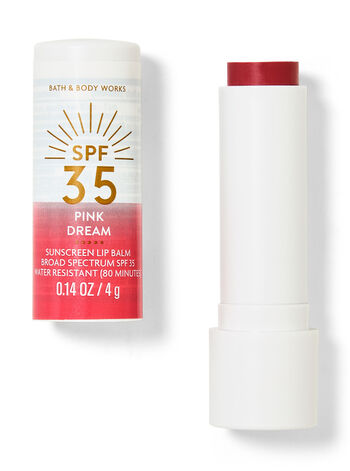 BATH & BODY WORKS
SPF
35
PINK
DREAM
SUNSCREEN LIP BALM
BROAD SPECTRUM SPF 35
WATER RESISTANT (80 MINUTES)
0.14 OZ / 4 g